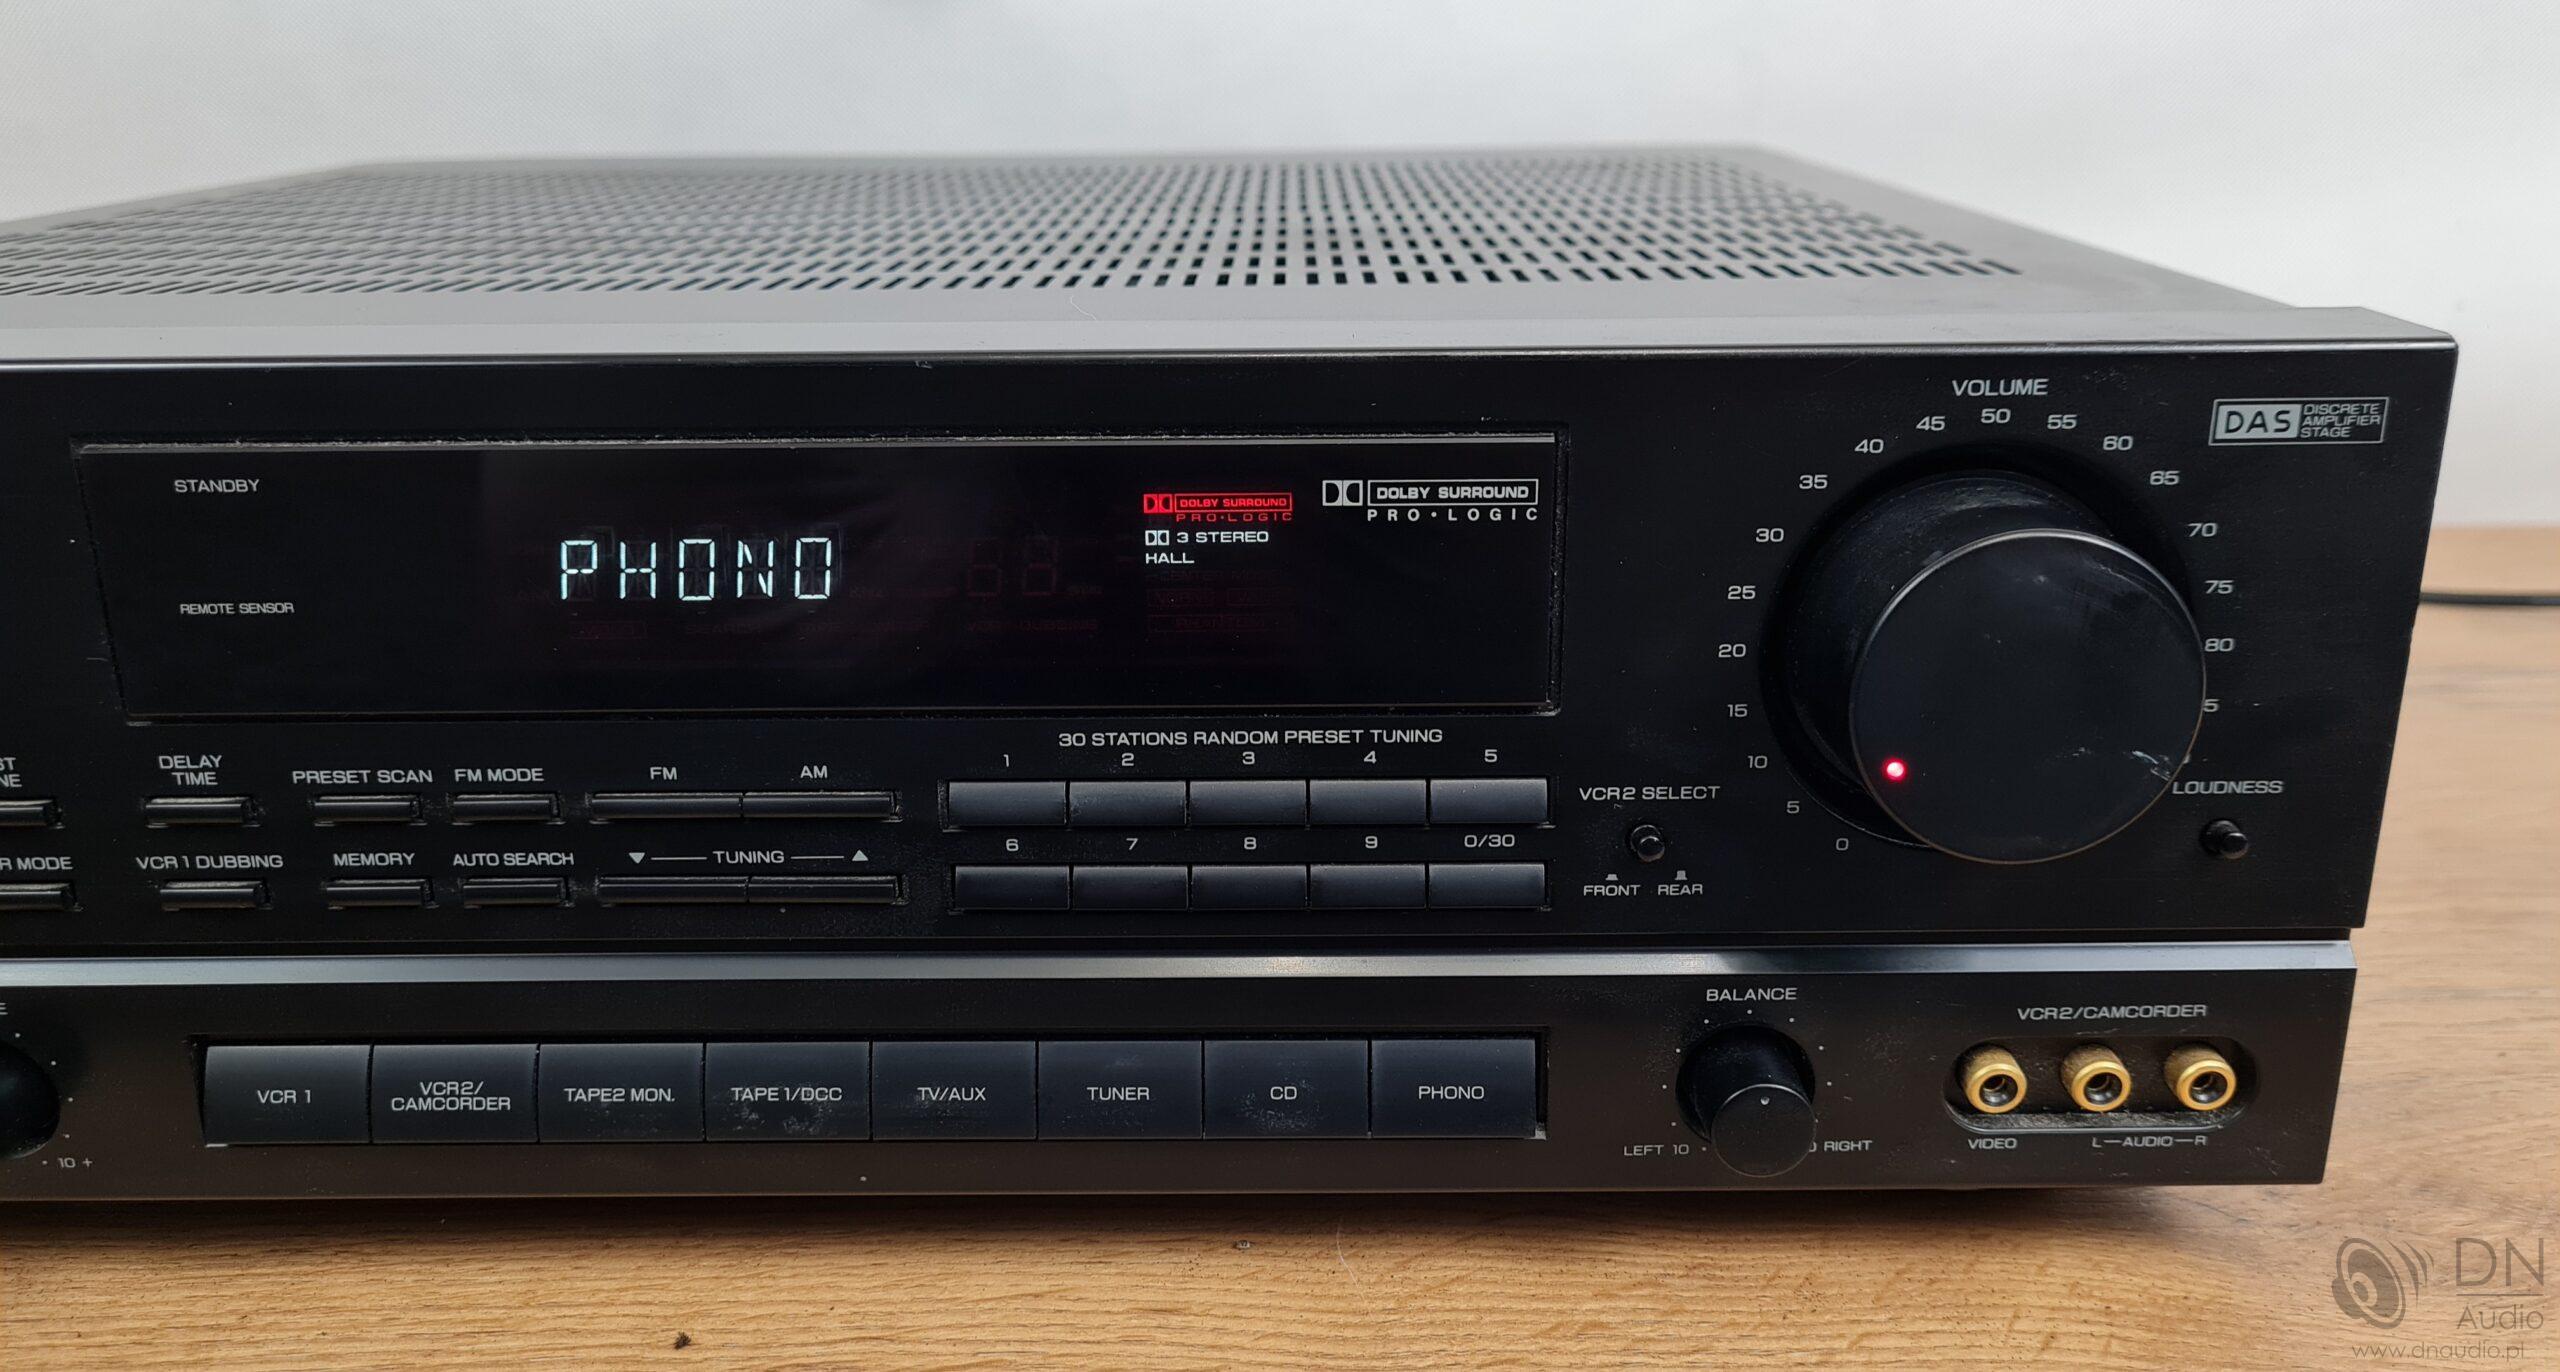 VOLUME
0 5 10 15 20 25 30 35 40 45 50 55 60 65 70 75 80
DAS DISCRETE
AMPLIFIER
STAGE
STANDBY
REMOTE SENSOR
PHONO
DOLBY SURROUND
PRO·LOGIC
3 STEREO
HALL
DOLBY SURROUND
PRO·LOGIC
30 STATIONS RANDOM PRESET TUNING
1 2 3 4 5
6 7 8 9 0/30
DELAY
TIME
PRESET SCAN
FM MODE
FM
AM
MODE
VCR 1 DUBBING
MEMORY
AUTO SEARCH
TUNING
VCR2 SELECT
FRONT REAR
LOUDNESS
10 +
VCR 1
VCR2/
CAMCORDER
TAPE2 MON.
TAPE 1/DCC
TV/AUX
TUNER
CD
PHONO
BALANCE
LEFT 10
RIGHT
VCR2/CAMCORDER
VIDEO
L—AUDIO—R
DN
Audio
www.dnaudio.pl